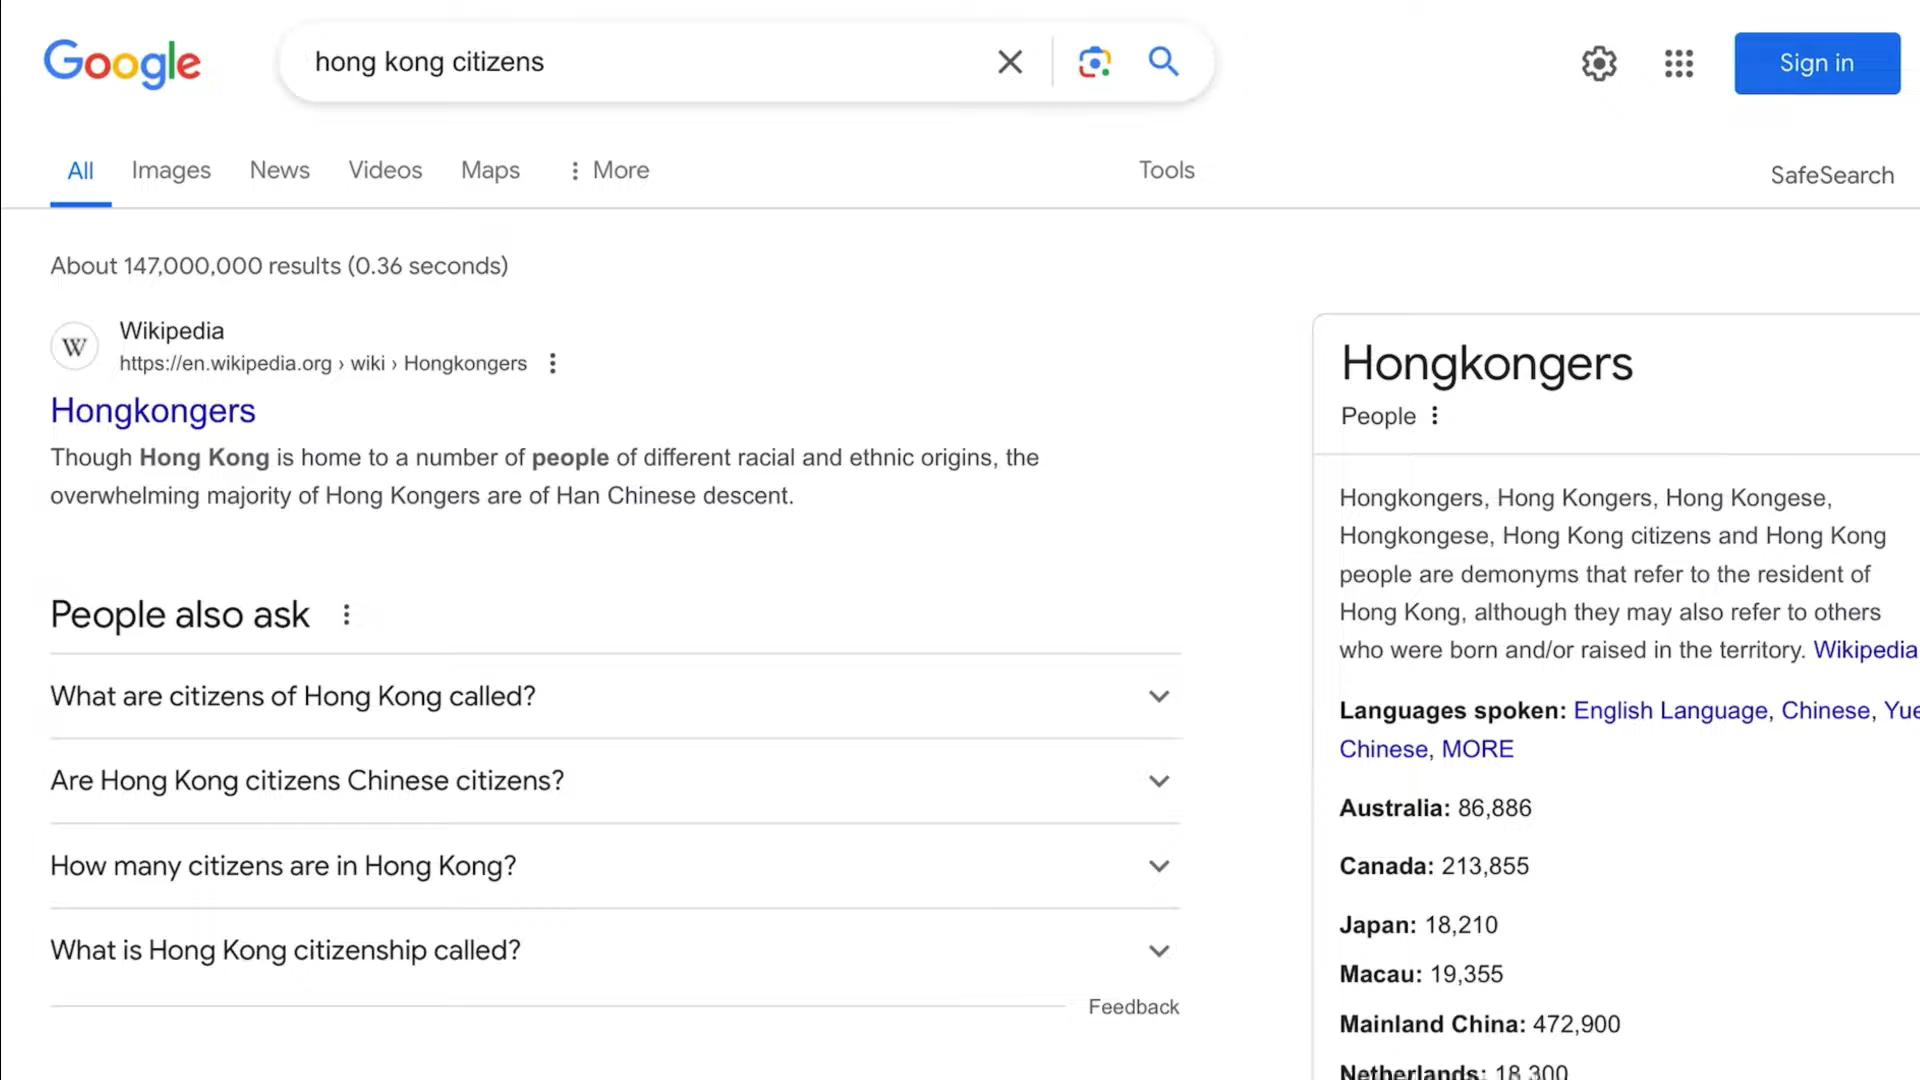 Google
hong kong citizens
Sign in
All
Images
News
Videos
Maps
More
Tools
SafeSearch
About 147,000,000 results (0.36 seconds)
W
Wikipedia
https://en.wikipedia.org › wiki › Hongkongers
Hongkongers
Though Hong Kong is home to a number of people of different racial and ethnic origins, the
overwhelming majority of Hong Kongers are of Han Chinese descent.
People also ask
What are citizens of Hong Kong called?
Are Hong Kong citizens Chinese citizens?
How many citizens are in Hong Kong?
What is Hong Kong citizenship called?
Feedback
Hongkongers
People
Hongkongers, Hong Kongers, Hong Kongese,
Hongkongese, Hong Kong citizens and Hong Kong
people are demonyms that refer to the resident of
Hong Kong, although they may also refer to others
who were born and/or raised in the territory. Wikipedia
Languages spoken: English Language, Chinese, Yue
Chinese, MORE
Australia: 86,886
Canada: 213,855
Japan: 18,210
Macau: 19,355
Mainland China: 472,900
Netherlands: 18,300